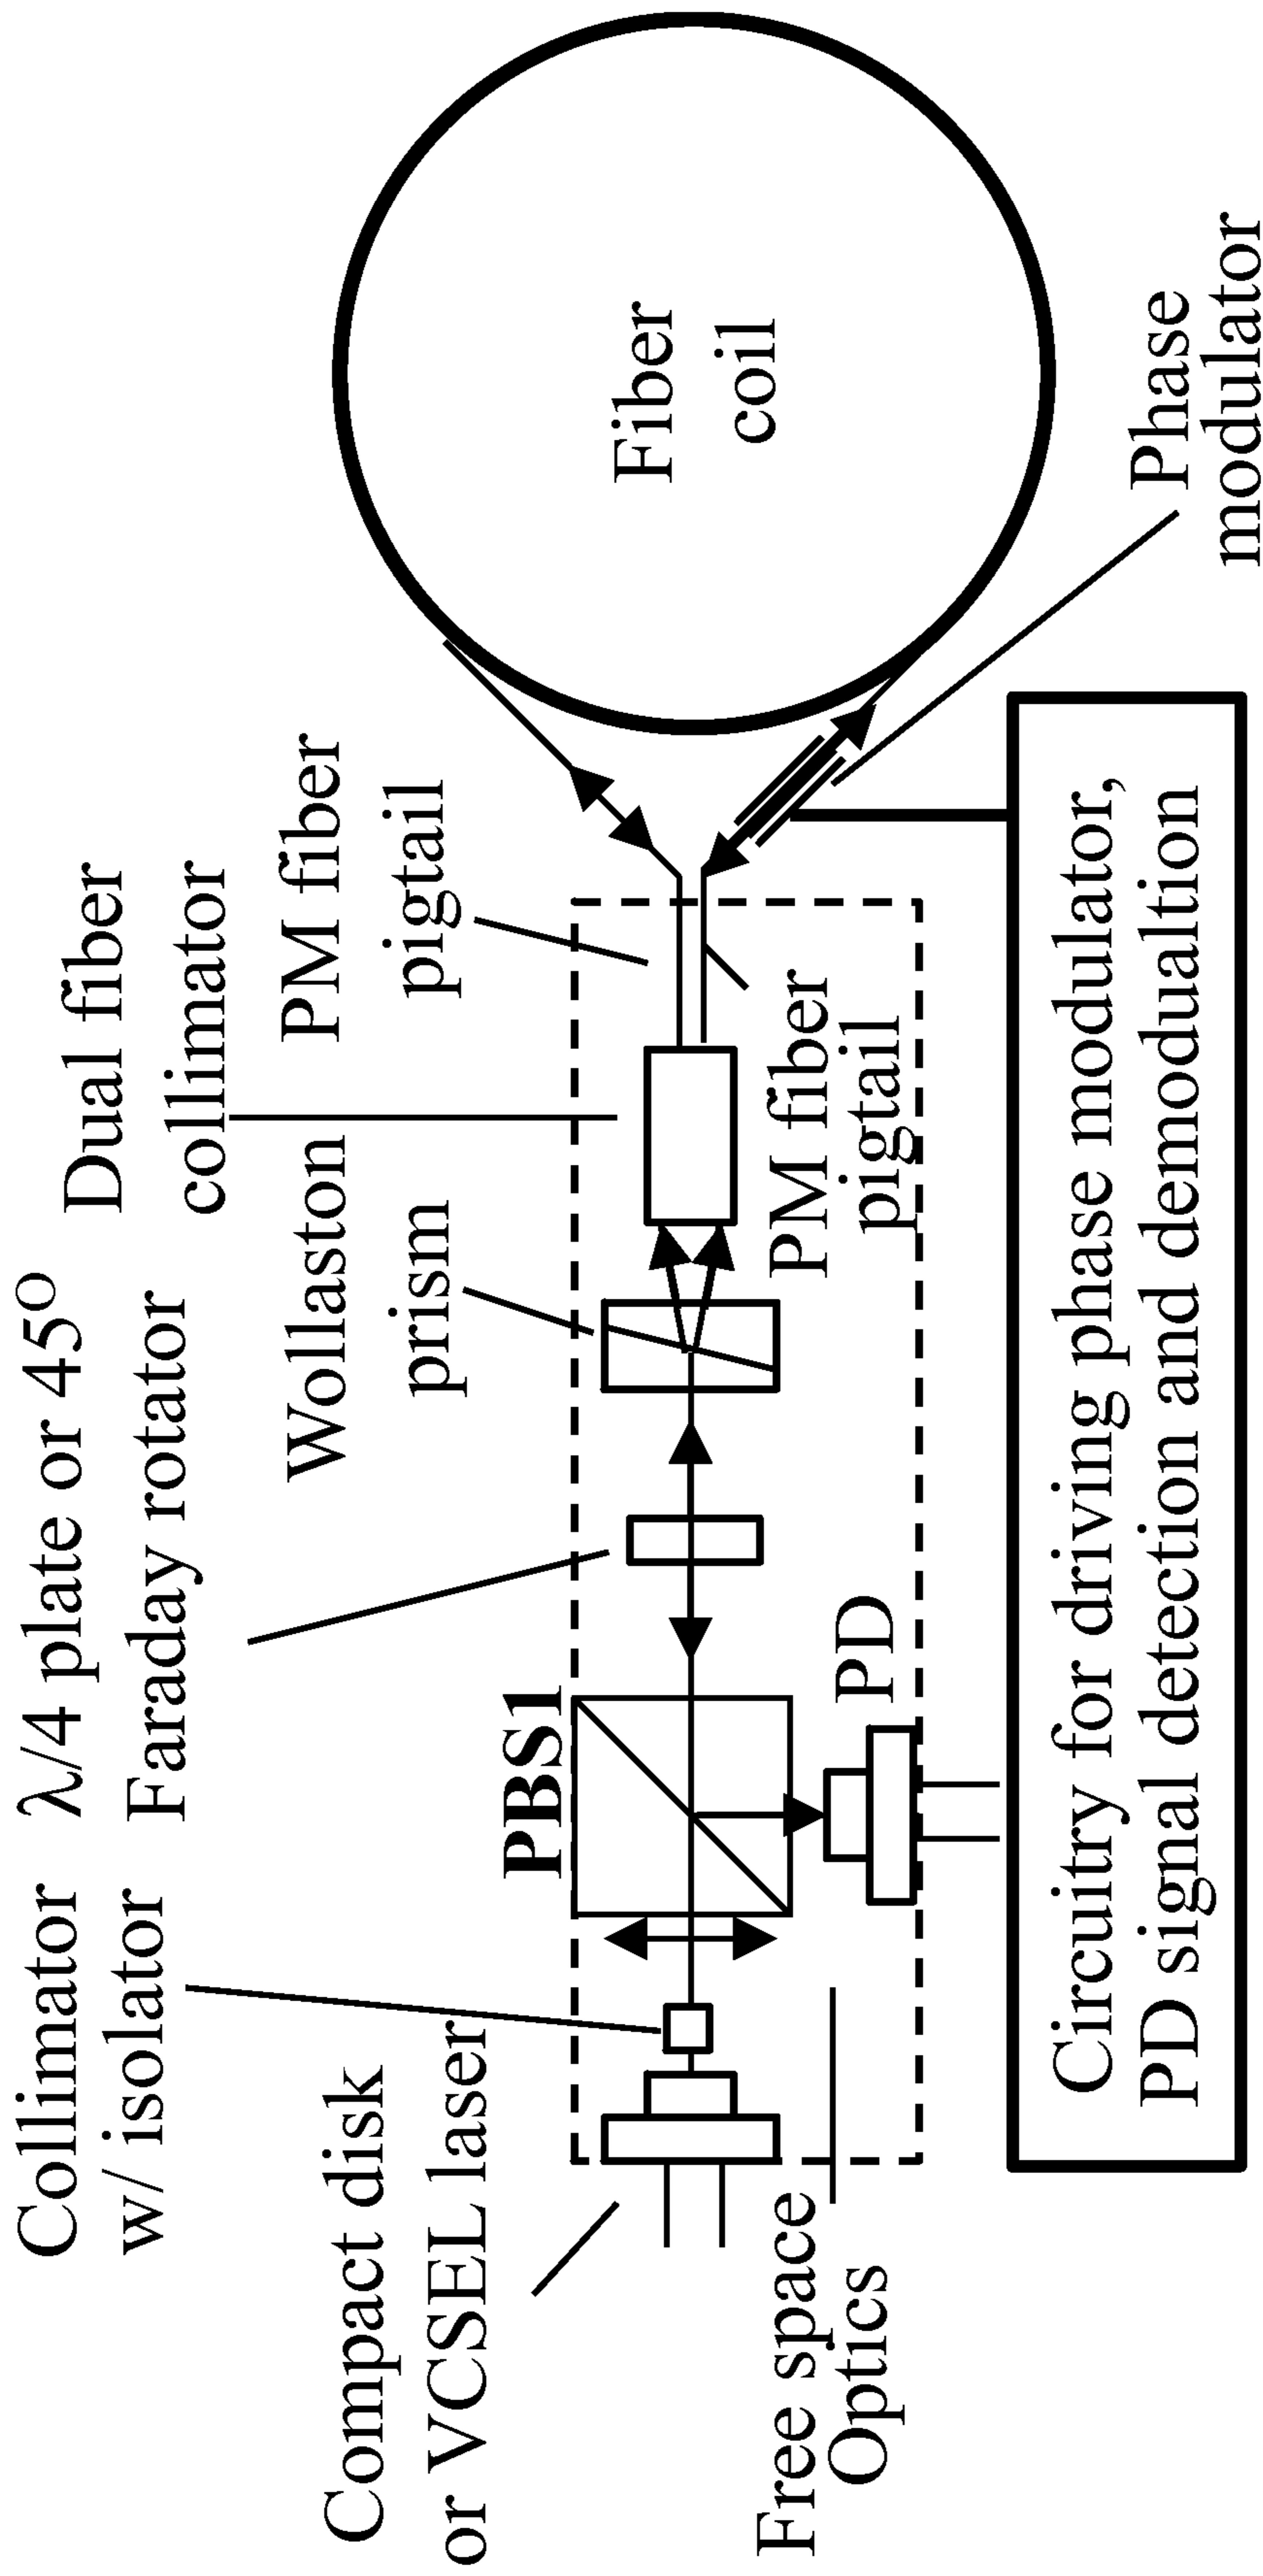 Collimator
w/ isolator
λ/4 plate or 45O
Faraday rotator
Dual fiber
collimator
PM fiber
pigtail
Wollaston
prism
Compact disk
or VCSEL laser
PBS1
Fiber
coil
PM fiber
pigtail
PD
Free space
Optics
Phase
modulator
Circuitry for driving phase modulator,
PD signal detection and demodualtion